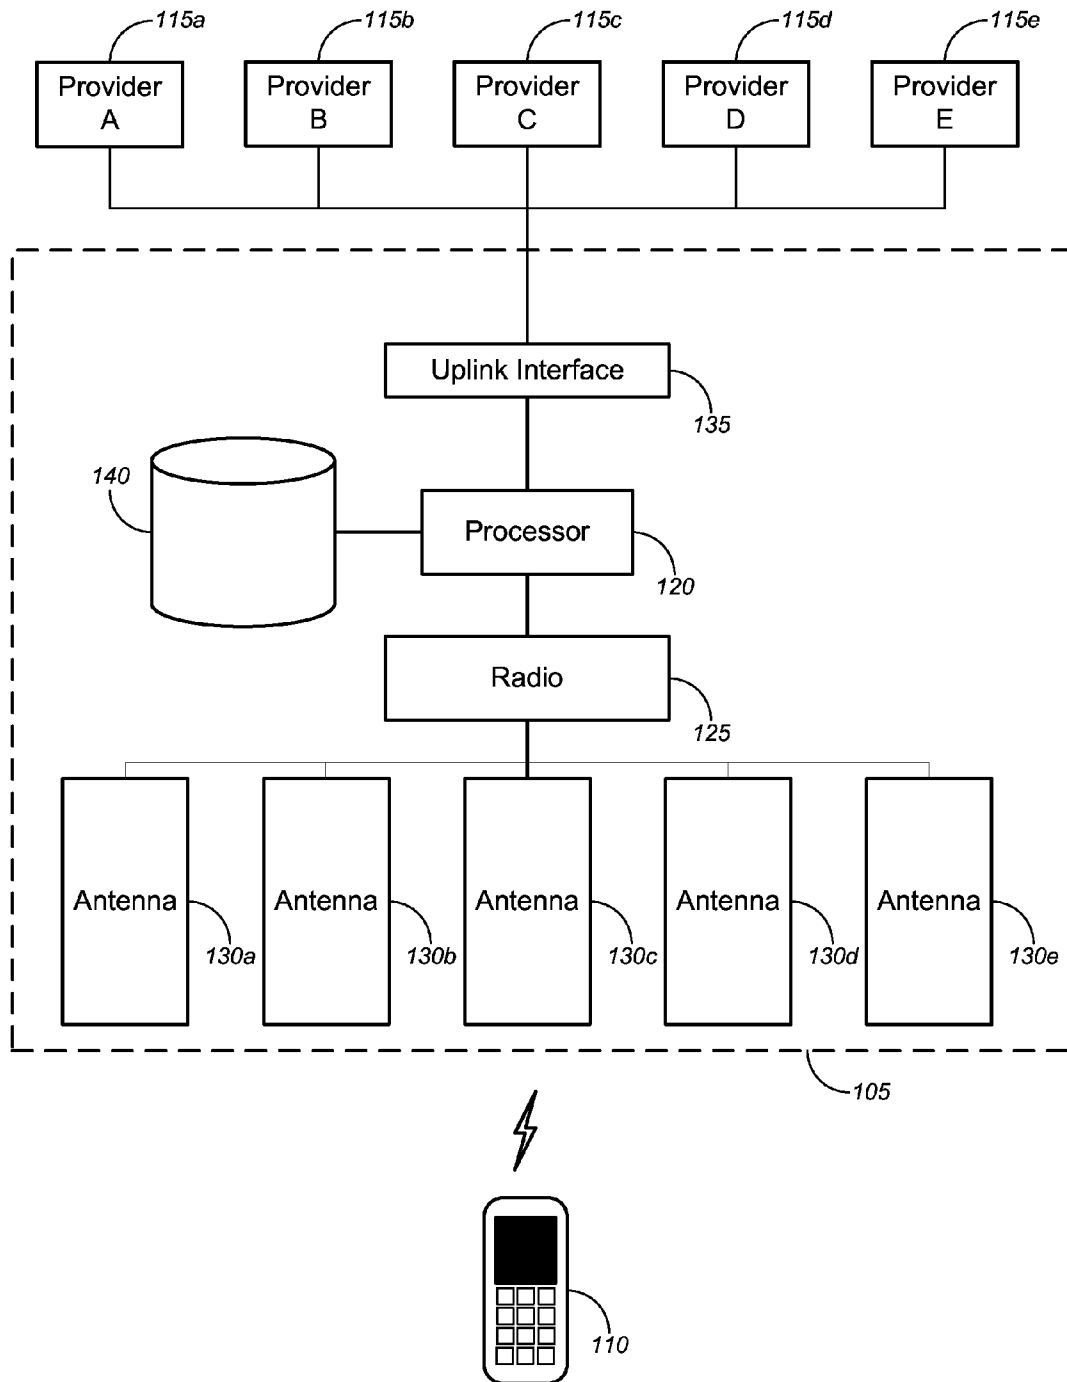 115a
115b
115c
115d
115e
Provider
A
Provider
B
Provider
C
Provider
D
Provider
E
Uplink Interface
135
140
Processor
120
Radio
125
Antenna
Antenna
Antenna
Antenna
Antenna
130a
130b
130c
130d
130e
105
110